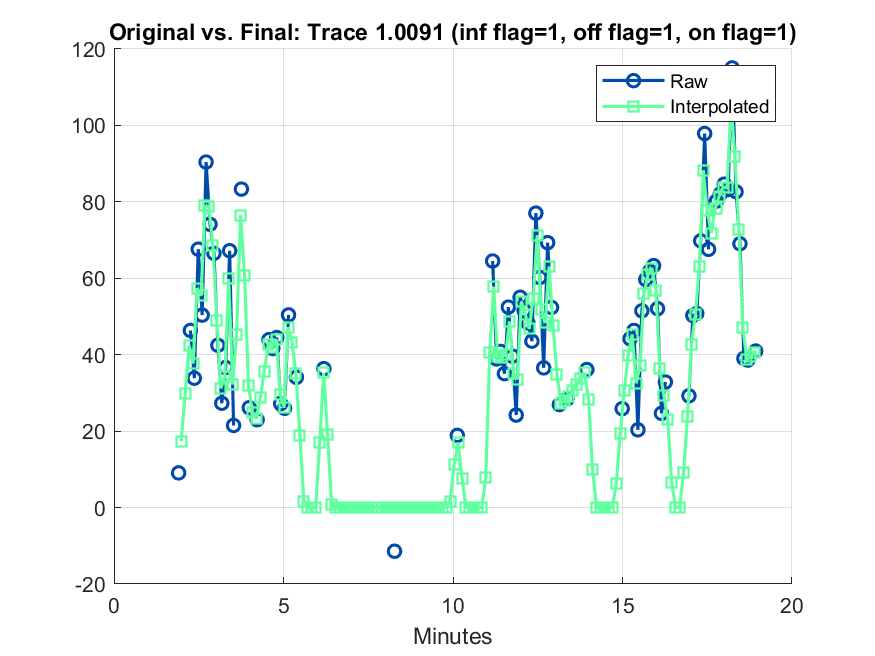 Original vs. Final: Trace 1.0091 (inf flag=1, off flag=1, on flag=1)
120
100
80
60
40
20
0
-20
Raw
Interpolated
0 5 10 15 20
Minutes